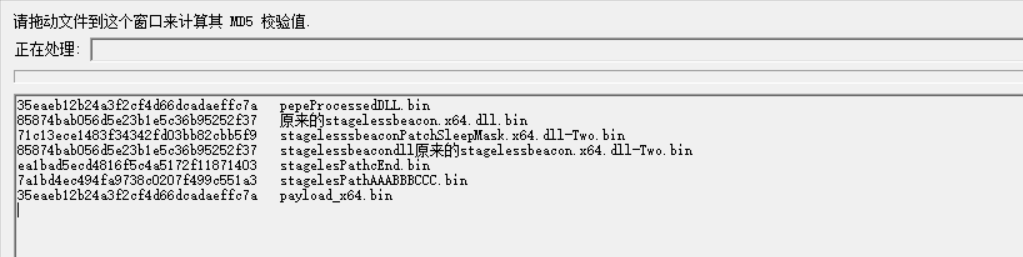 请拖动文件到这个窗口来计算其 MD5 校验值.
正在处理:
35eaeb12b24a3f2cf4d66dcadaeffc7a pepeProcessedDLL.bin
85874bab056d5e23b1e5c36b95252f37 原来的stagelessbeacon.x64.dll.bin
71c13ece1483f34342fd03bb82cbb5f9 stagelesssbeaconPatchSleepMask.x64.dll-Two.bin
85874bab056d5e23b1e5c36b95252f37 stagelessbeacondll原来的stagelessbeacon.x64.dll-Two.bin
ea1bad5ecd4816f5c4a5172f11871403 stagelesPathcEnd.bin
7a1bd4ec494fa9738c0207f499c551a3 stagelesPathAAABBBCCC.bin
35eaeb12b24a3f2cf4d66dcadaeffc7a payload_x64.bin